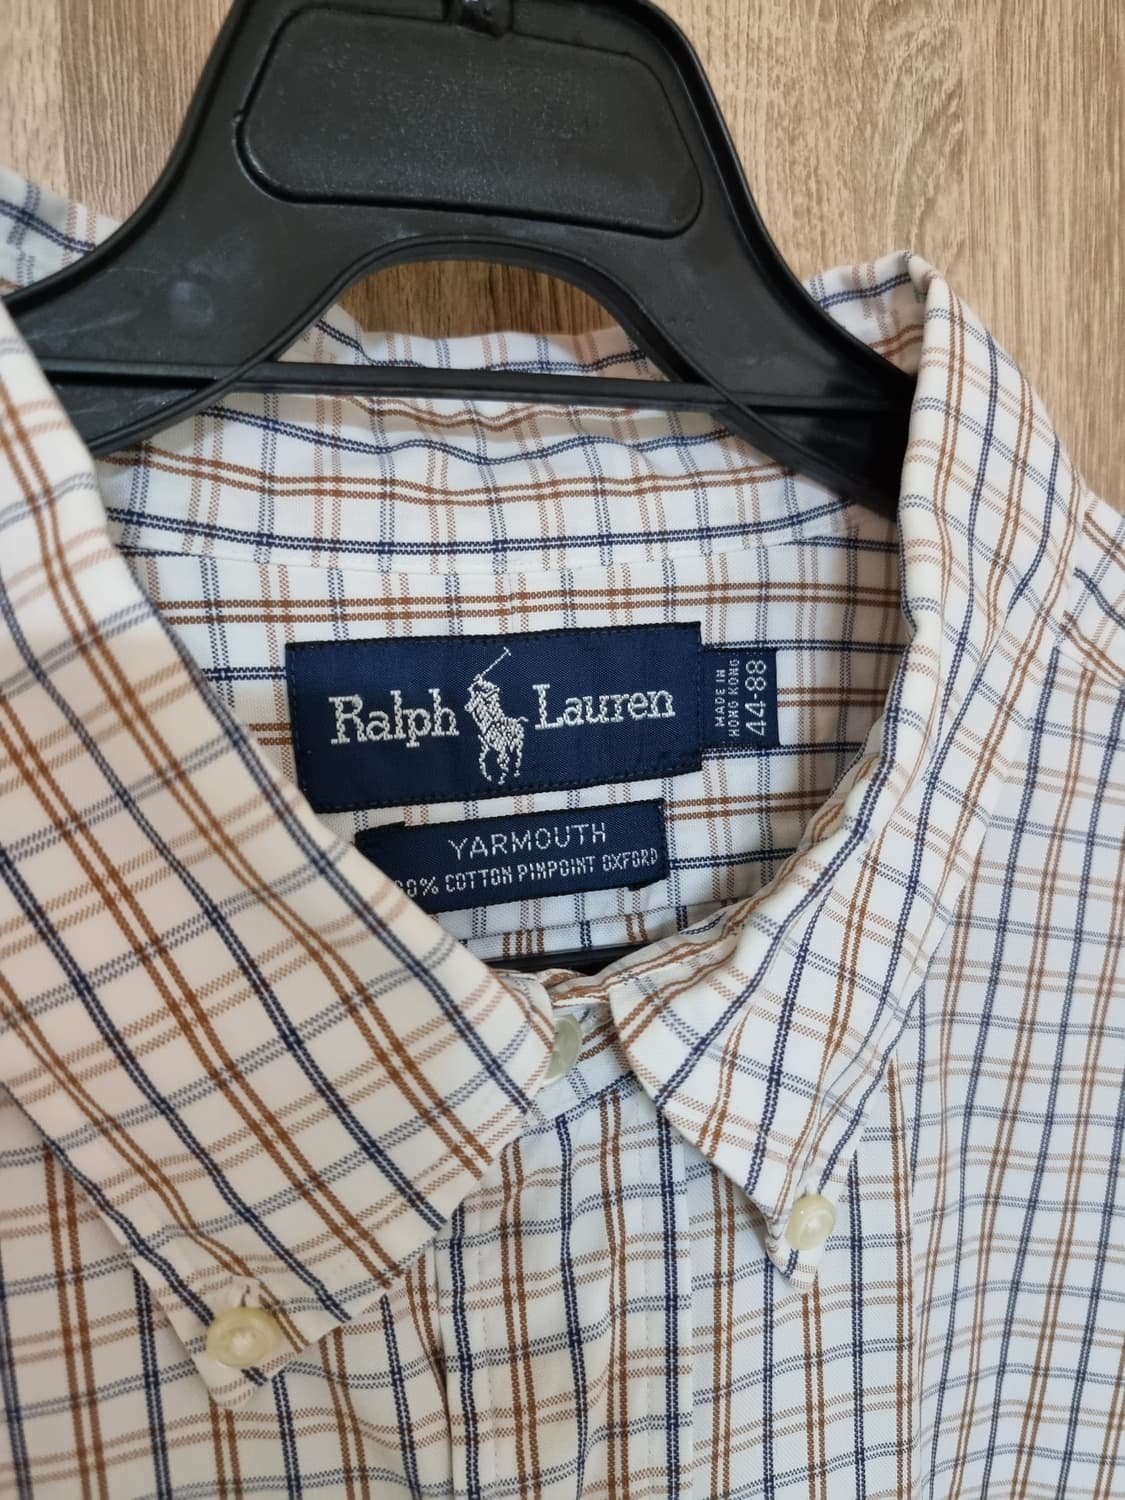 Ralph Lauren
MADE IN
HONG KONG
44-88
YARMOUTH
COTTON PINPOINT OXFORD